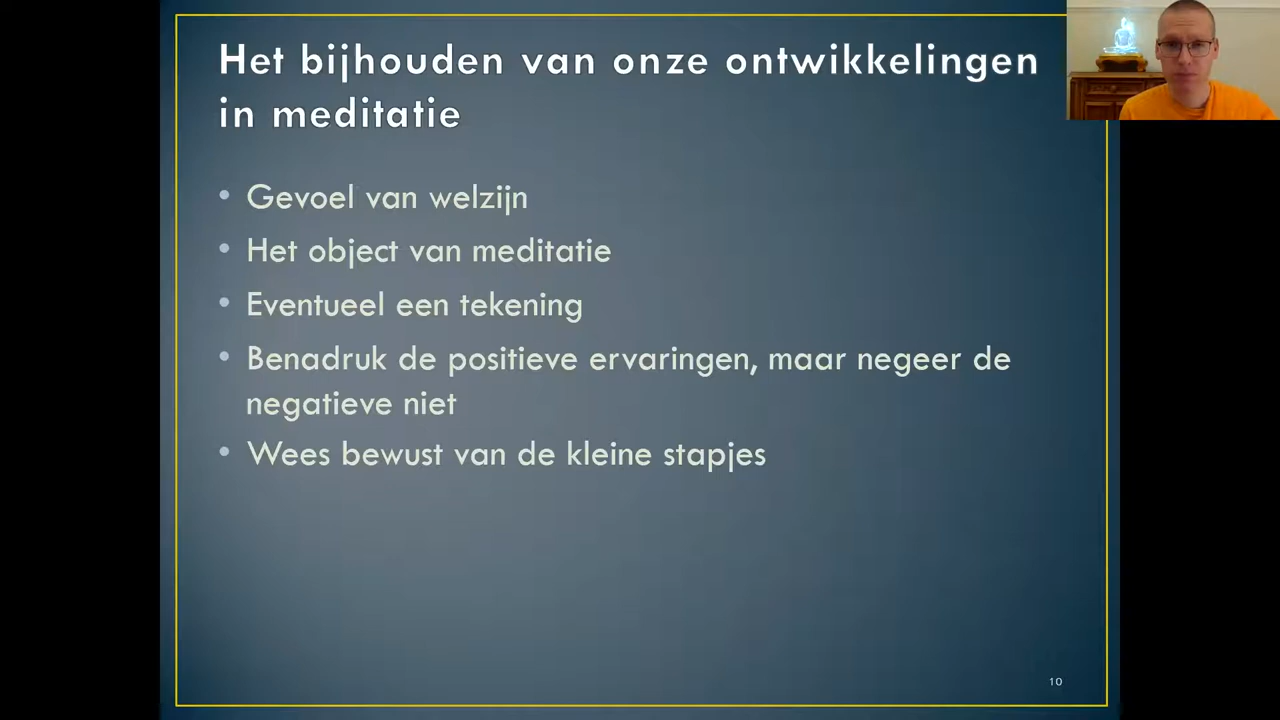 Het bijhouden van onze ontwikkelingen
in meditatie
• Gevoel van welzijn
• Het object van meditatie
• Eventueel een tekening
• Benadruk de positieve ervaringen, maar negeer de
negatieve niet
• Wees bewust van de kleine stapjes
10